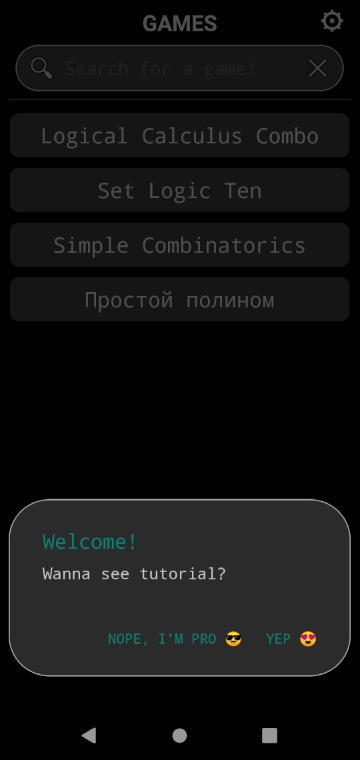 GAMES
Search for a game!
Logical Calculus Combo
Set Logic Ten
Simple Combinatorics
Простой полином
Welcome!
Wanna see tutorial?
NOPE, I'M PRO 😎 YEP 😍